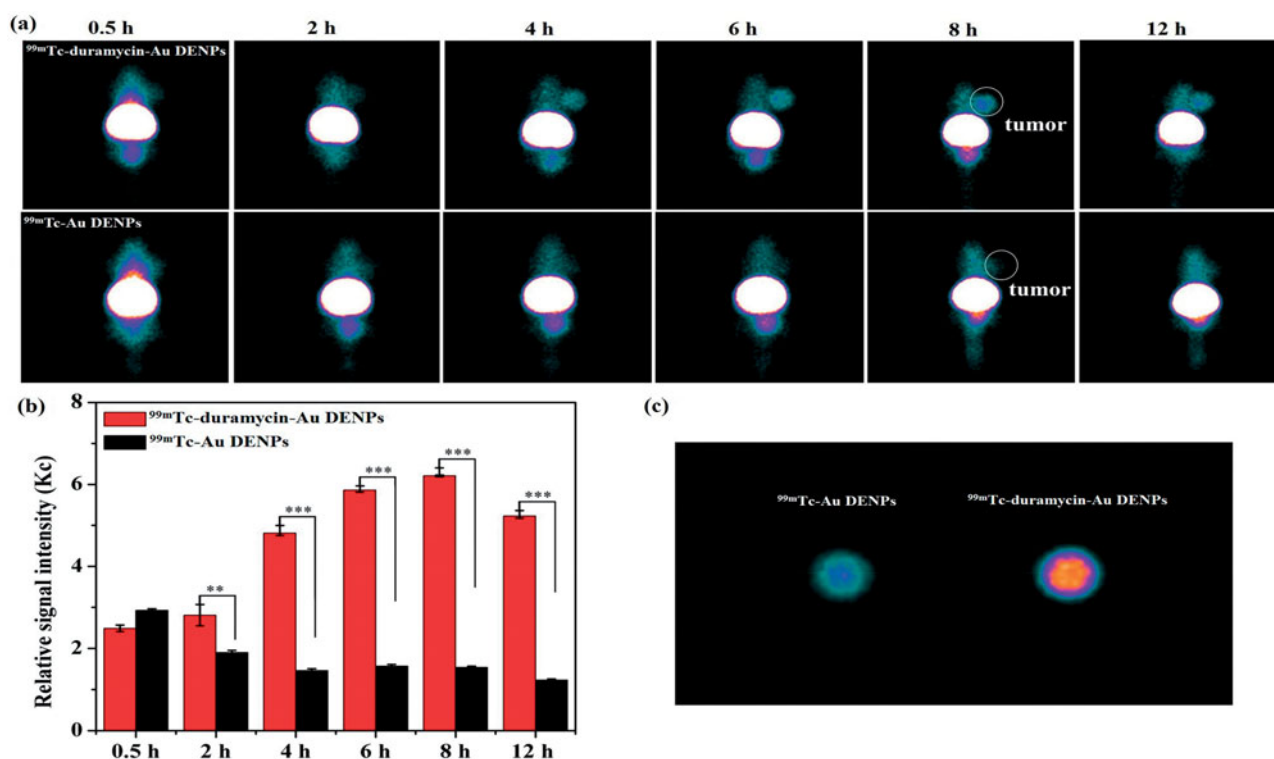 (a)
0.5 h 2 h 4 h 6 h 8 h 12 h
⁹⁹ᵐTc-duramycin-Au DENPs
tumor
⁹⁹ᵐTc-Au DENPs
tumor
(b)
8
6
4
2
0
Relative signal intensity (Kc)
⁹⁹ᵐTc-duramycin-Au DENPs
⁹⁹ᵐTc-Au DENPs
** *** *** *** ***
0.5 h 2 h 4 h 6 h 8 h 12 h
(c)
⁹⁹ᵐTc-Au DENPs ⁹⁹ᵐTc-duramycin-Au DENPs